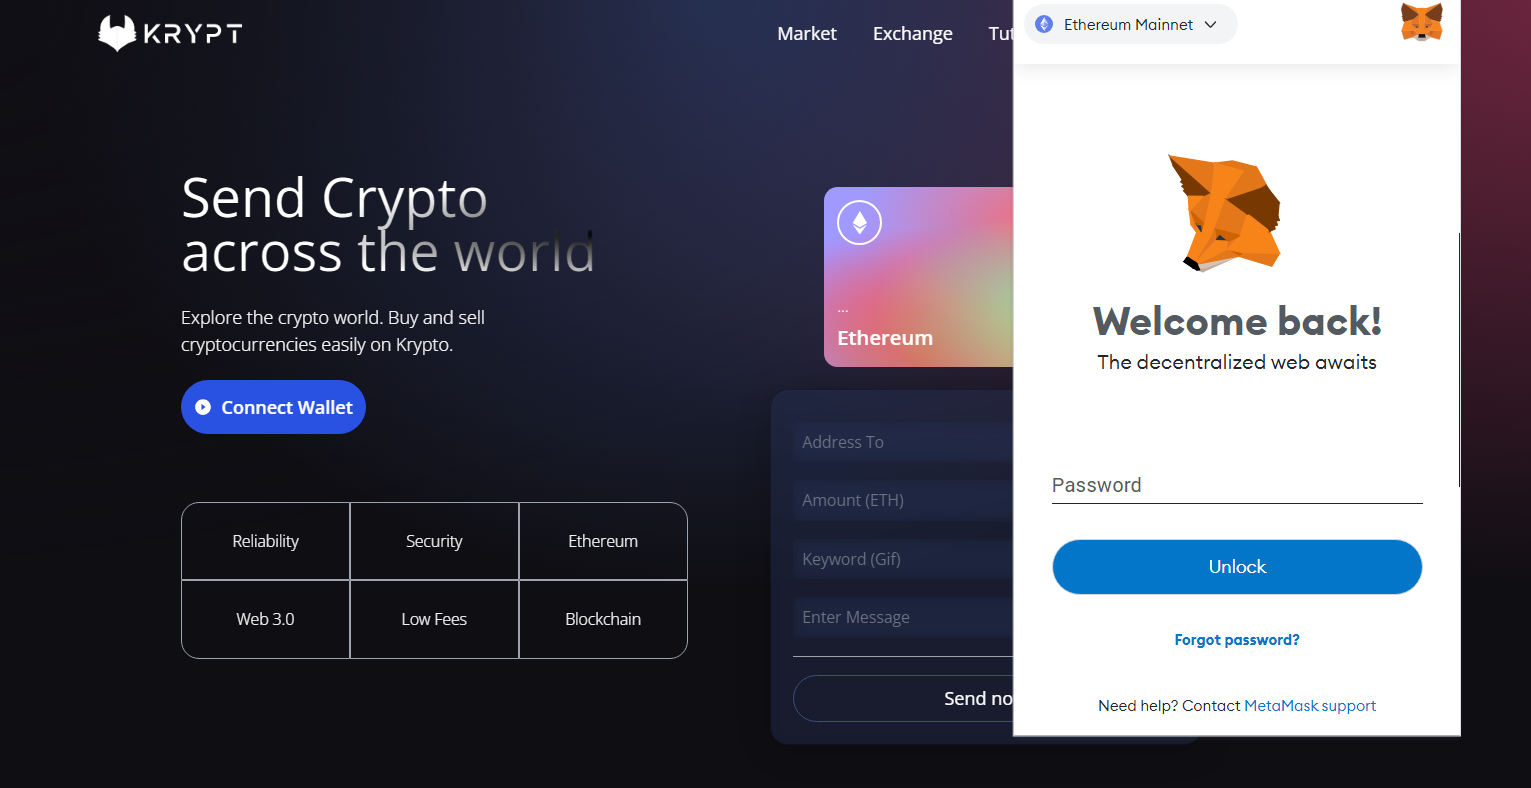 KRYPT
Market
Exchange
Send Crypto
across the world
Explore the crypto world. Buy and sell
cryptocurrencies easily on Krypto.
Connect Wallet
Reliability
Security
Ethereum
Web 3.0
Low Fees
Blockchain
...
Ethereum
Address To
Amount (ETH)
Keyword (Gif)
Enter Message
Send no
Ethereum Mainnet
Welcome back!
The decentralized web awaits
Password
Unlock
Forgot password?
Need help? Contact MetaMask support